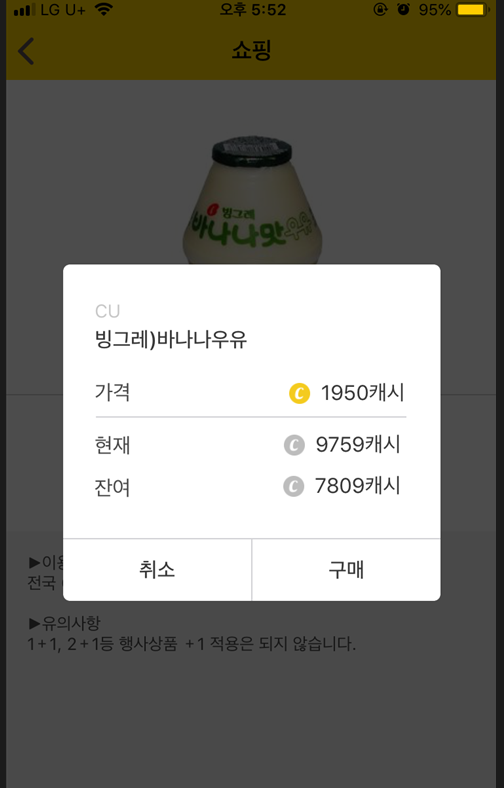 LG U+ 오후 5:52 95%
쇼핑
빙그레
바나나맛우유
CU
빙그레)바나나우유
가격 C 1950캐시
현재 C 9759캐시
잔여 C 7809캐시
취소 구매
▶이용
전국
▶유의사항
1+1, 2+1등 행사상품 +1 적용은 되지 않습니다.